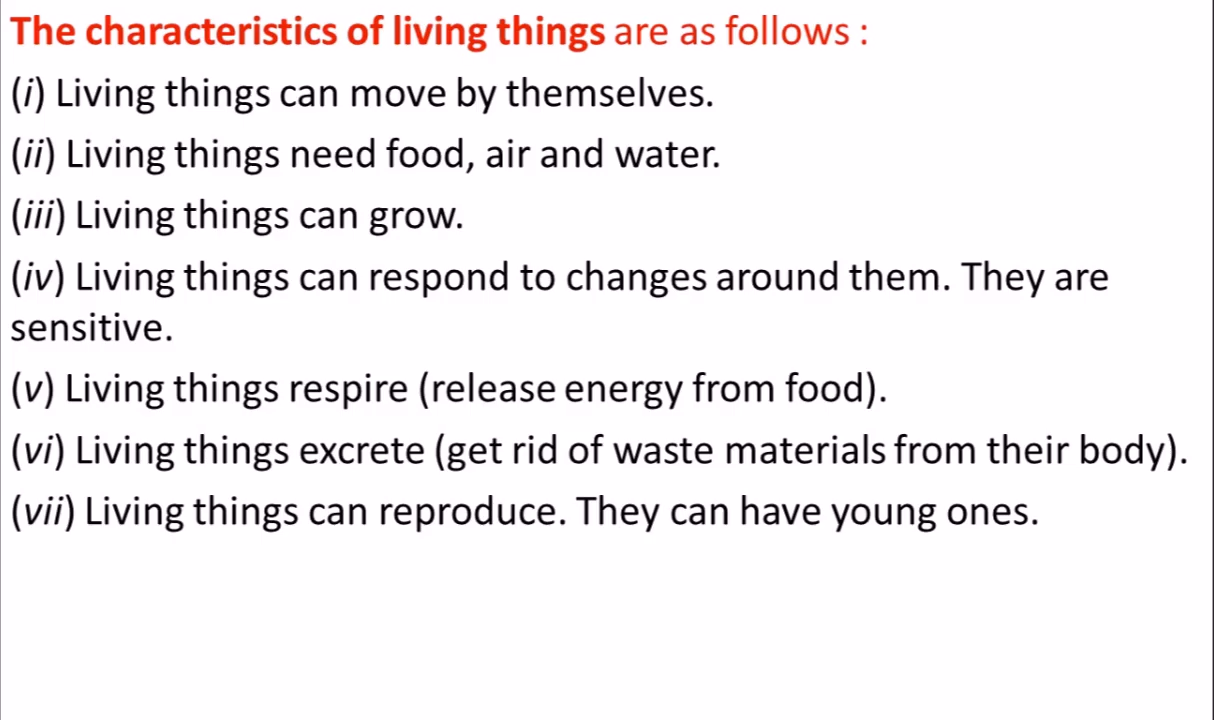 The characteristics of living things are as follows :
(i) Living things can move by themselves.
(ii) Living things need food, air and water.
(iii) Living things can grow.
(iv) Living things can respond to changes around them. They are
sensitive.
(v) Living things respire (release energy from food).
(vi) Living things excrete (get rid of waste materials from their body).
(vii) Living things can reproduce. They can have young ones.